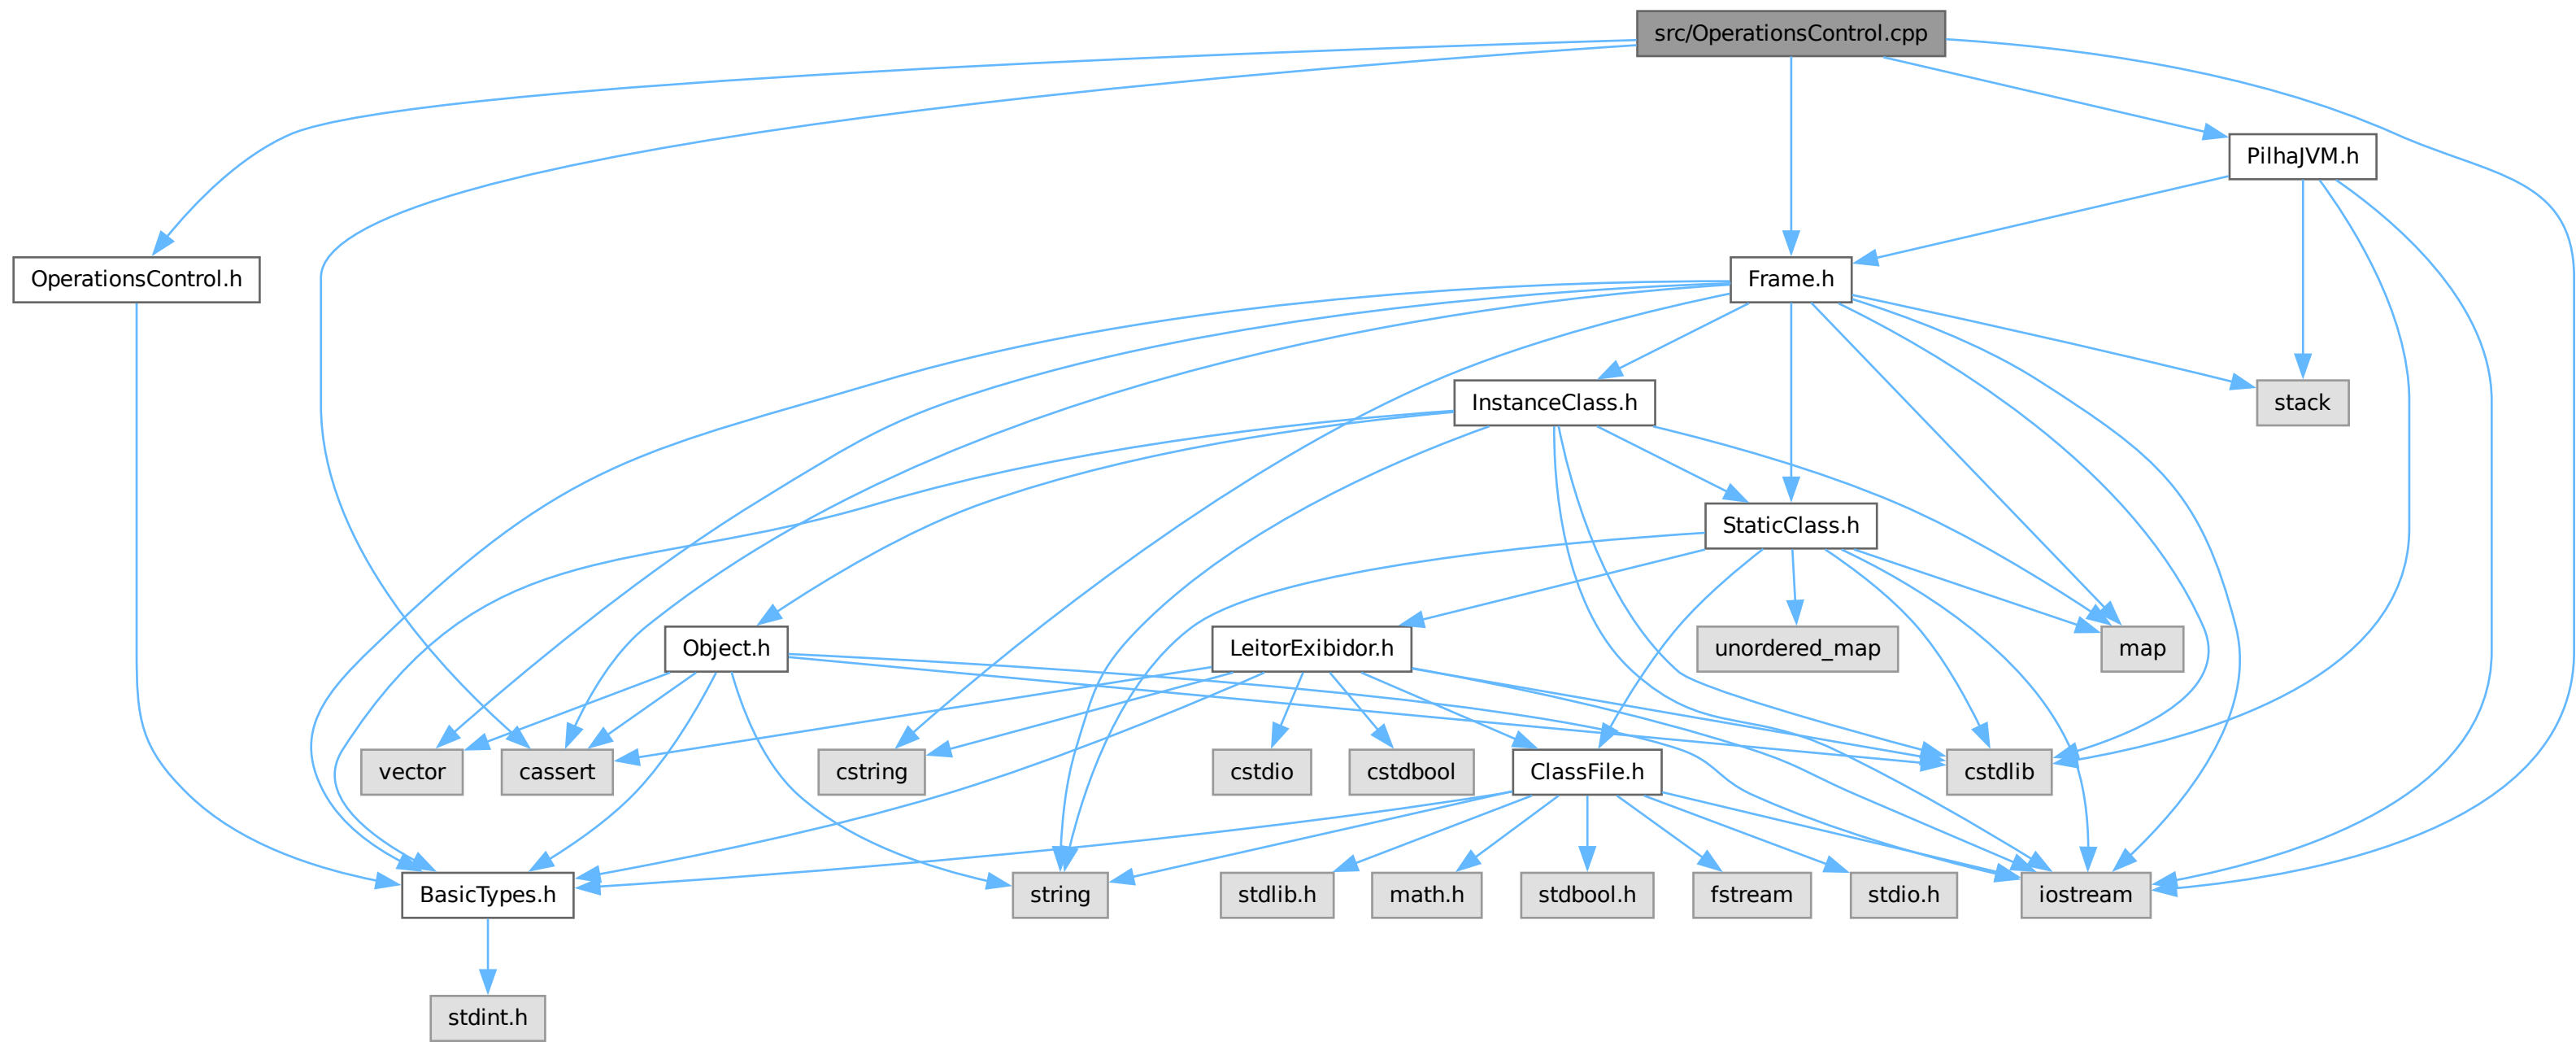 src/OperationsControl.cpp
PilhaJVM.h
OperationsControl.h
Frame.h
InstanceClass.h
stack
StaticClass.h
Object.h
LeitorExibidor.h
unordered_map
map
vector
cassert
cstring
cstdio
cstdbool
ClassFile.h
cstdlib
BasicTypes.h
string
stdlib.h
math.h
stdbool.h
fstream
stdio.h
iostream
stdint.h